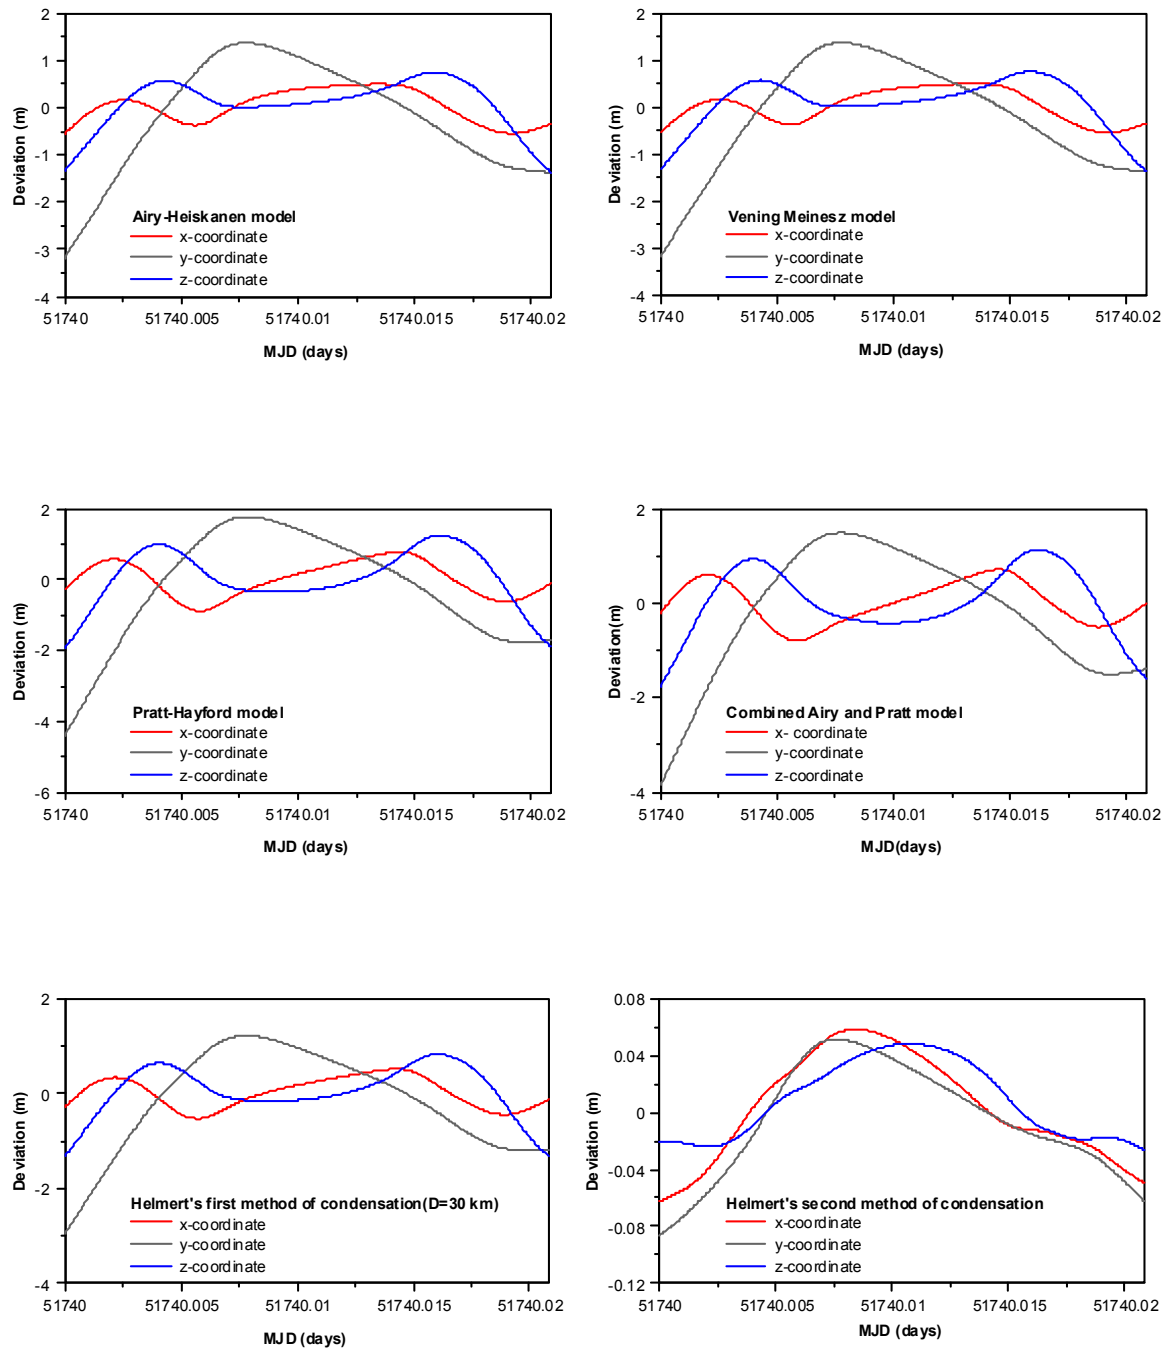 2
1
0
-1
-2
-3
-4
Deviation (m)
Airy-Heiskanen model
x-coordinate
y-coordinate
z-coordinate
51740 51740.005 51740.01 51740.015 51740.02
MJD (days)
2
1
0
-1
-2
-3
-4
Deviation (m)
Vening Meinesz model
x-coordinate
y-coordinate
z-coordinate
51740 51740.005 51740.01 51740.015 51740.02
MJD (days)
2
0
-2
-4
-6
Deviation (m)
Pratt-Hayford model
x-coordinate
y-coordinate
z-coordinate
51740 51740.005 51740.01 51740.015 51740.02
MJD (days)
2
0
-2
-4
Deviation(m)
Combined Airy and Pratt model
x- coordinate
y-coordinate
z-coordinate
51740 51740.005 51740.01 51740.015 51740.02
MJD(days)
2
0
-2
-4
Deviation (m)
Helmert's first method of condensation(D=30 km)
x-coordinate
y-coordinate
z-coordinate
51740 51740.005 51740.01 51740.015 51740.02
MJD (days)
0.08
0.04
0
-0.04
-0.08
-0.12
Deviation (m)
Helmert's second method of condensation
x-coordinate
y-coordinate
z-coordinate
51740 51740.005 51740.01 51740.015 51740.02
MJD (days)